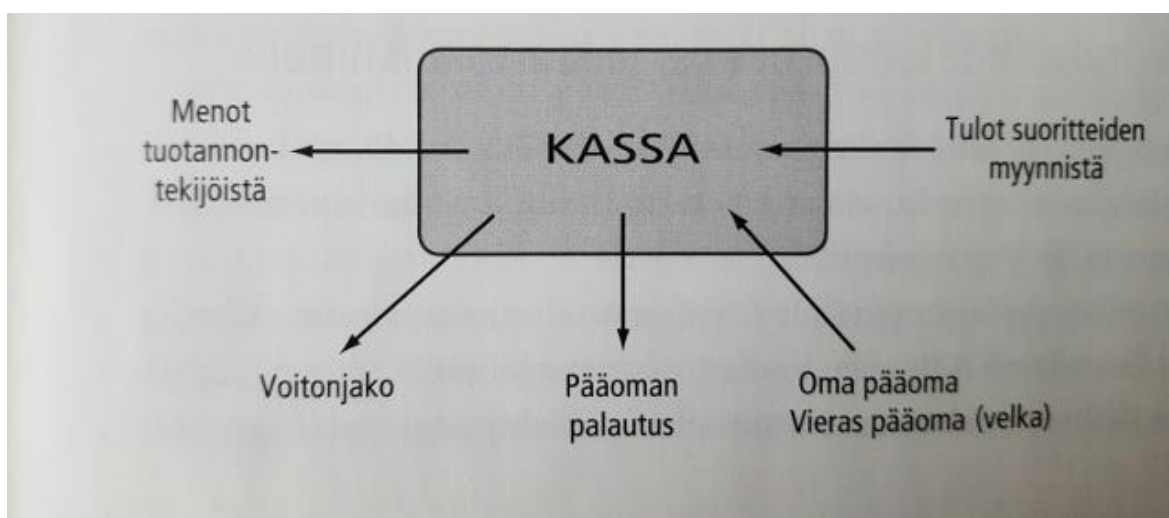 KASSA
Menot
tuotannon-
tekijöistä
Tulot suoritteiden
myynnistä
Voitonjako
Pääoman
palautus
Oma pääoma
Vieras pääoma (velka)